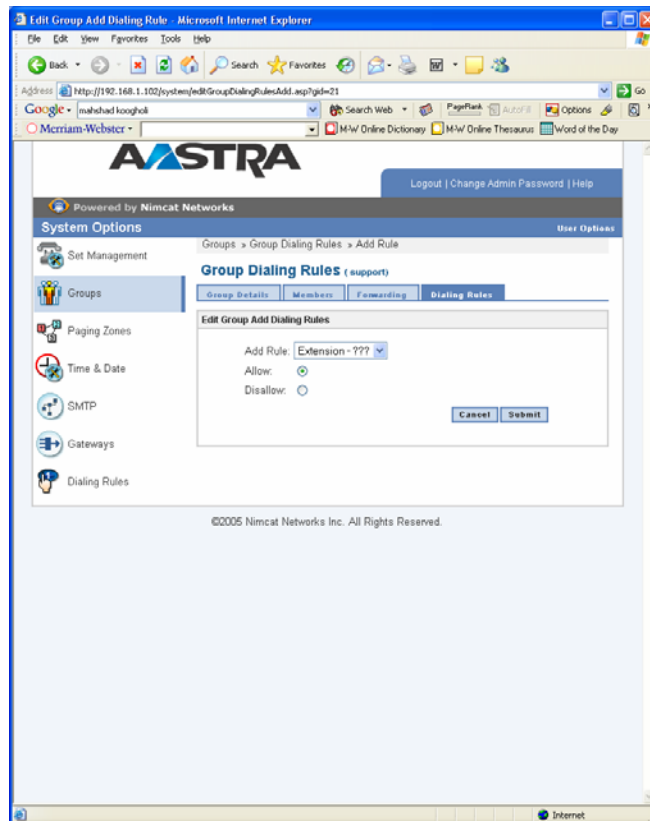 Edit Group Add Dialing Rule - Microsoft Internet Explorer
File Edit View Favorites Tools Help
Back Search Favorites
Address http://192.168.1.102/system/editGroupDialingRulesAdd.asp?gid=21 Go
Google mahshad koogholi Search Web PageRank AutoFill Options
Merriam-Webster M-W Online Dictionary M-W Online Thesaurus Word of the Day
AASTRA
Logout | Change Admin Password | Help
Powered by Nimcat Networks
System Options User Options
Set Management
Groups
Paging Zones
Time & Date
SMTP
Gateways
Dialing Rules
Groups » Group Dialing Rules » Add Rule
Group Dialing Rules ( support)
Group Details Members Forwarding Dialing Rules
Edit Group Add Dialing Rules
Add Rule: Extension - ???
Allow:
Disallow:
Cancel Submit
©2005 Nimcat Networks Inc. All Rights Reserved.
Internet